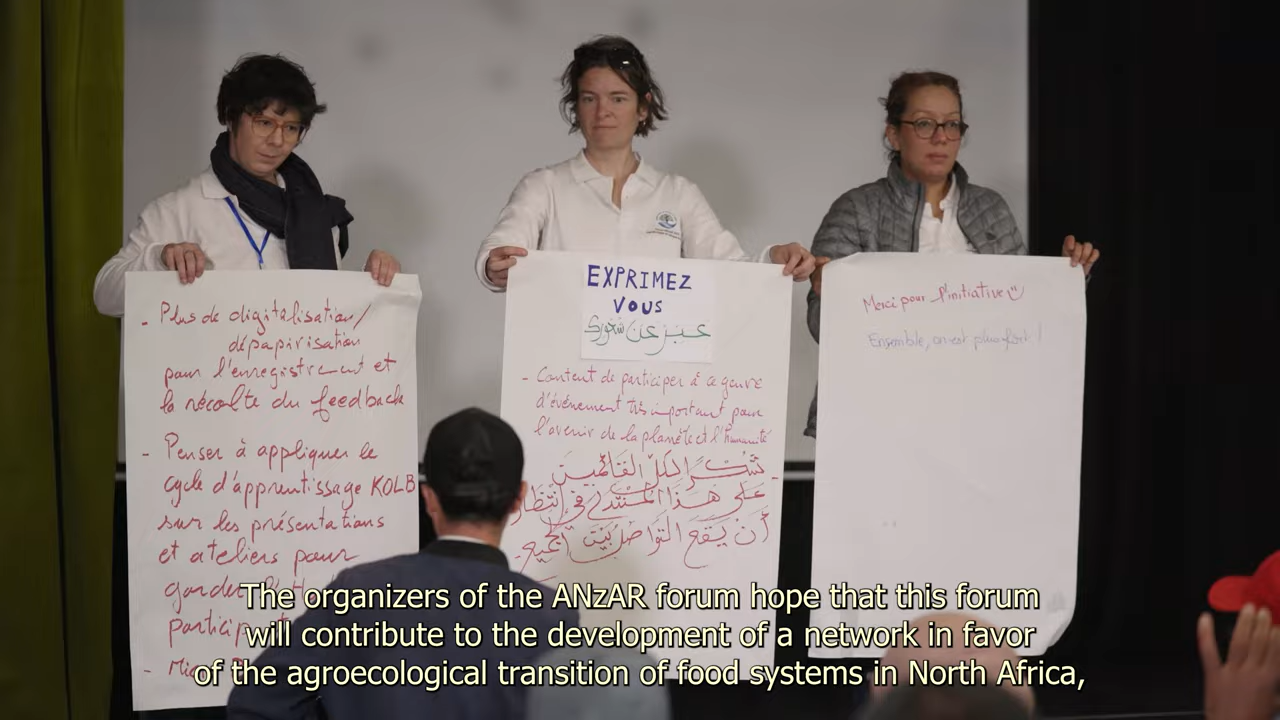 - Plus de digitalisation/
dépapirisation
pour l'enregistrement et
la récolte du feedback
- Penser à appliquer le
cycle d'apprentissage KOLB
sur les présentations
et ateliers pour
garder
EXPRIMEZ
VOUS
عبر عن شعورك
- Content de participer à ce genre
d'événement très important pour
l'avenir de la planète et l'humanité
شكرا لكل القائمين
على هذا المنتدى في انتظار
أن يقع التواصل بين الجميع
Merci pour l'initiative
Ensemble, on est plus fort !
The organizers of the ANzAR forum hope that this forum
will contribute to the development of a network in favor
of the agroecological transition of food systems in North Africa,